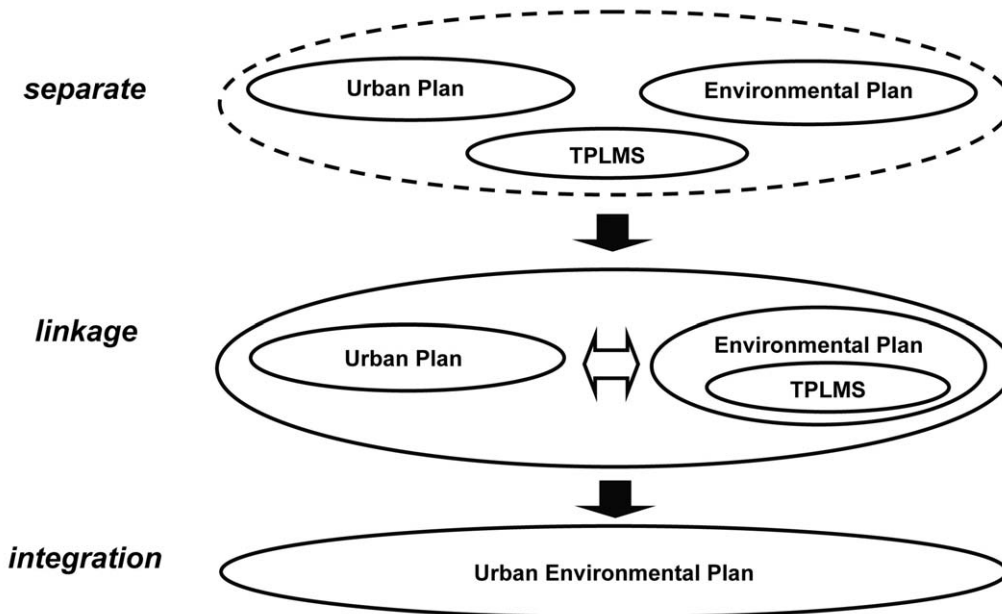 separate
Urban Plan
Environmental Plan
TPLMS
linkage
Urban Plan
Environmental Plan
TPLMS
integration
Urban Environmental Plan